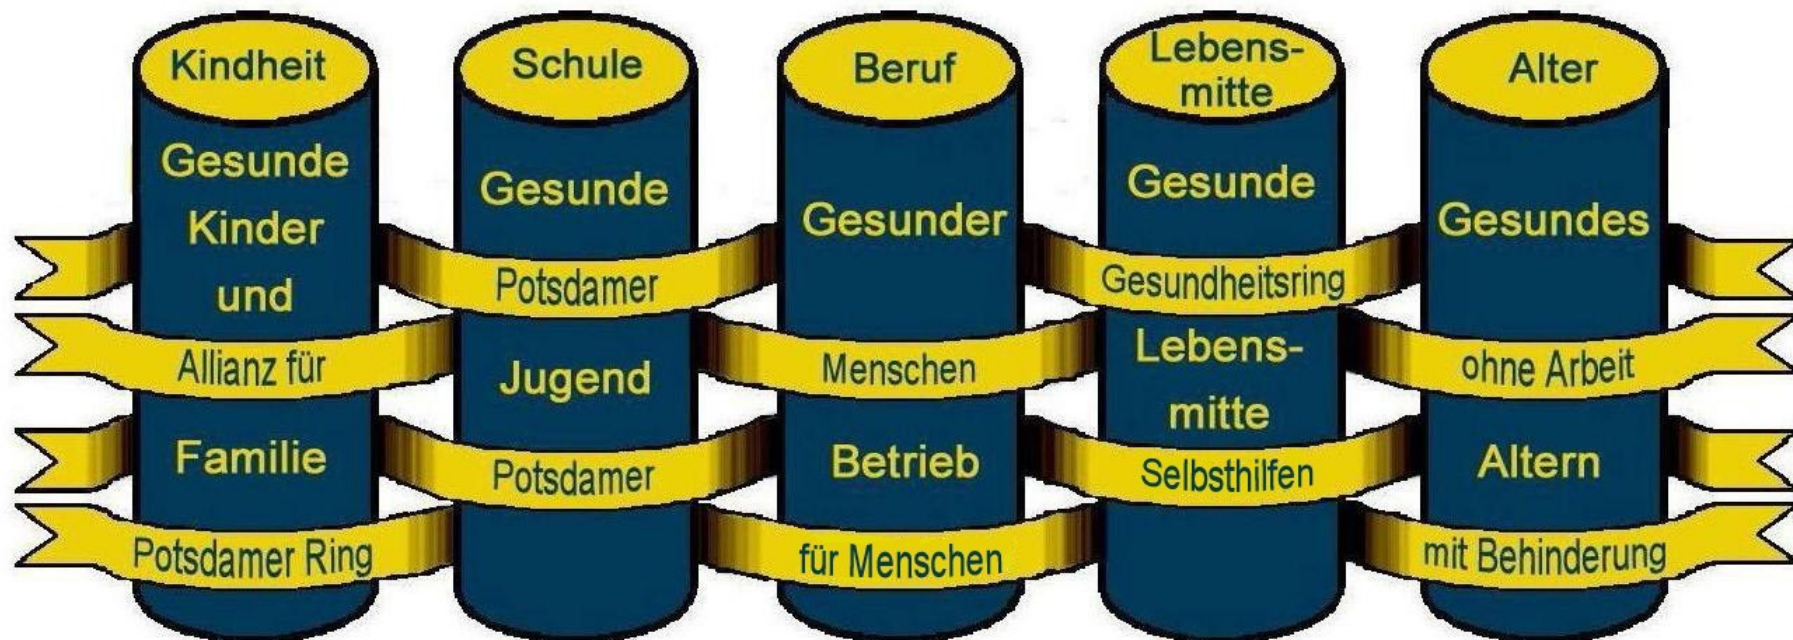 Kindheit
Gesunde
Kinder
und
Familie
Schule
Gesunde
Jugend
Beruf
Gesunder
Betrieb
Lebens-
mitte
Gesunde
Lebens-
mitte
Alter
Gesundes
Altern
Potsdamer Gesundheitsring
Allianz für Menschen ohne Arbeit
Potsdamer Selbsthilfen
Potsdamer Ring für Menschen mit Behinderung